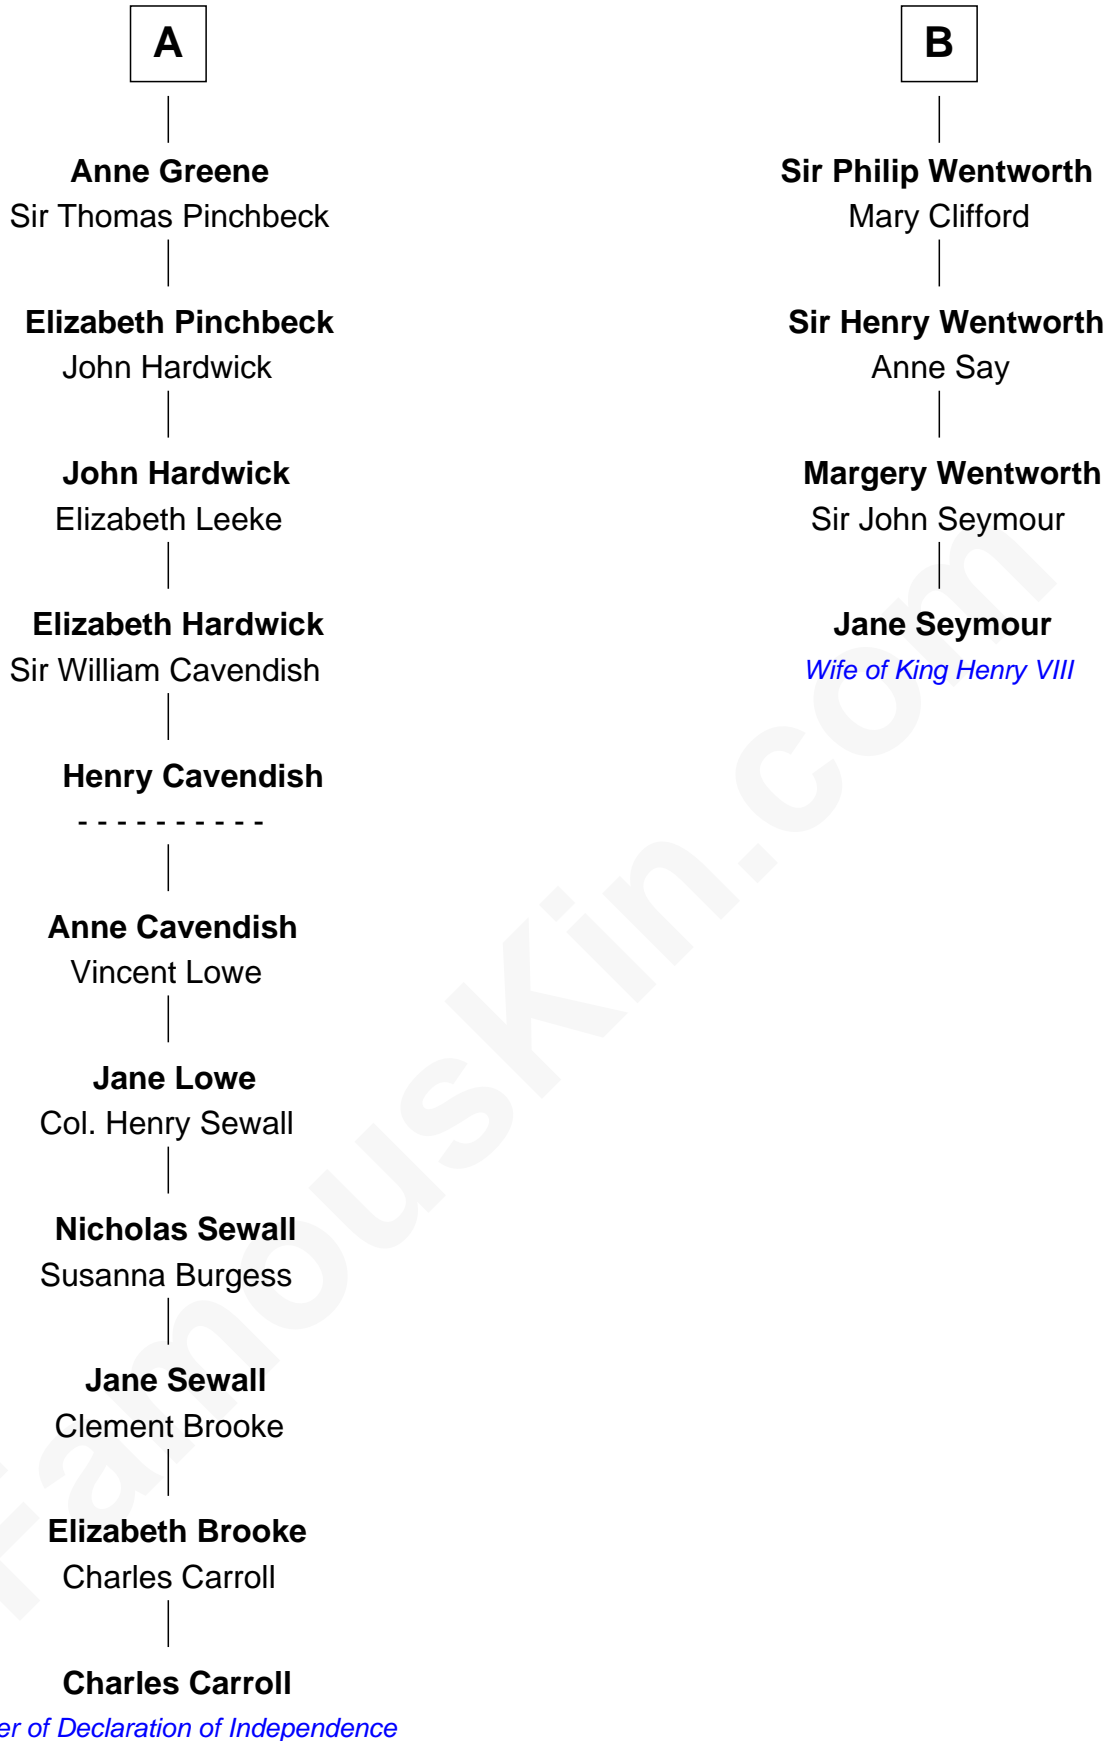 A
Anne Greene
Sir Thomas Pinchbeck
Elizabeth Pinchbeck
John Hardwick
John Hardwick
Elizabeth Leeke
Elizabeth Hardwick
Sir William Cavendish
Henry Cavendish
- - - - - - - - - -
Anne Cavendish
Vincent Lowe
Jane Lowe
Col. Henry Sewall
Nicholas Sewall
Susanna Burgess
Jane Sewall
Clement Brooke
Elizabeth Brooke
Charles Carroll
Charles Carroll
er of Declaration of Independence
B
Sir Philip Wentworth
Mary Clifford
Sir Henry Wentworth
Anne Say
Margery Wentworth
Sir John Seymour
Jane Seymour
Wife of King Henry VIII
FamousKin.com